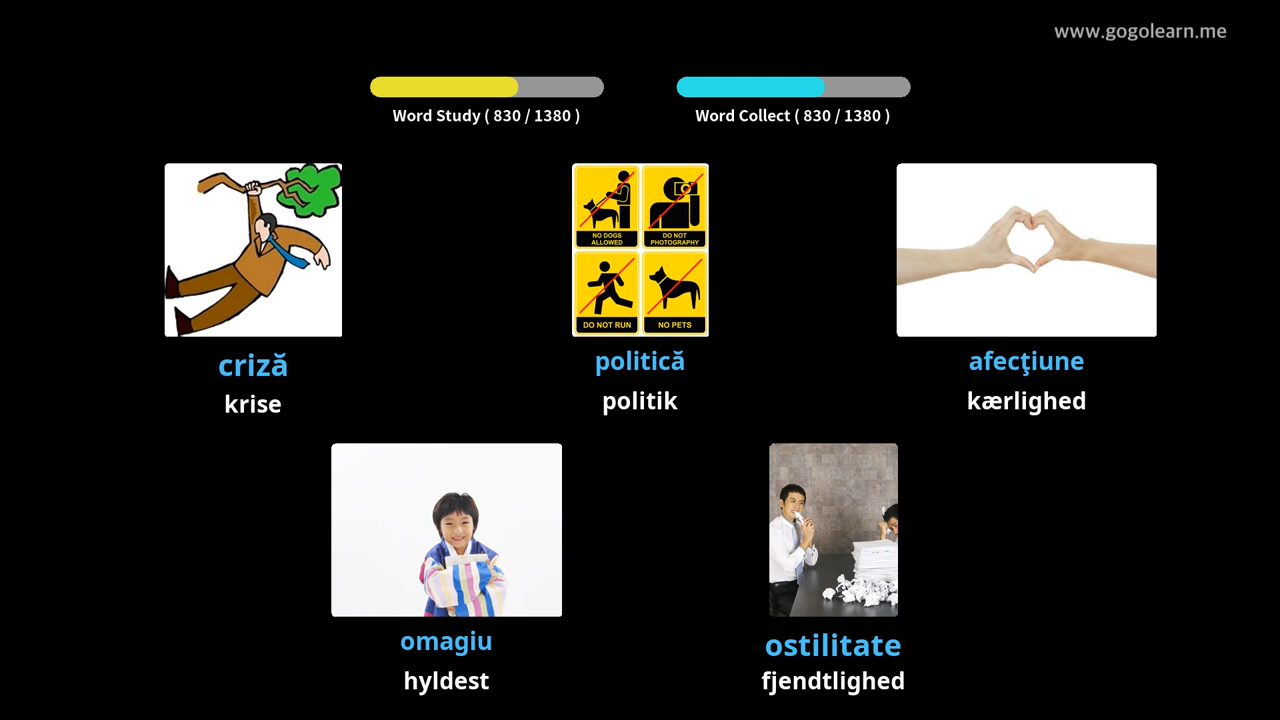 www.gogolearn.me
Word Study ( 830 / 1380 )
Word Collect ( 830 / 1380 )
NO DOGS
ALLOWED
DO NOT
PHOTOGRAPHY
DO NOT RUN
NO PETS
criză
krise
politică
politik
afecţiune
kærlighed
omagiu
hyldest
ostilitate
fjendtlighed